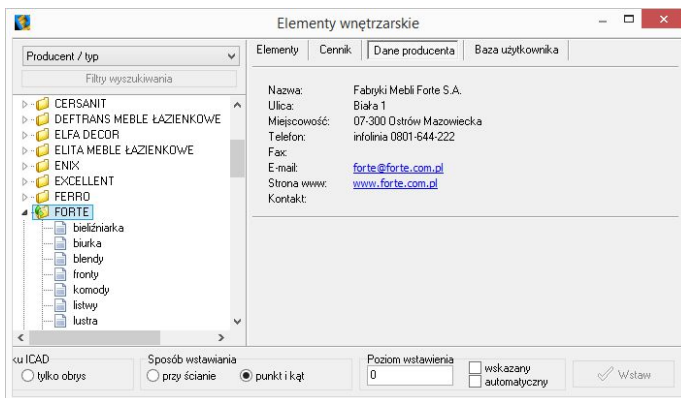 Elementy wnętrzarskie
Producent / typ
Filtry wyszukiwania
CERSANIT
DEFTRANS MEBLE ŁAZIENKOWE
ELFA DECOR
ELITA MEBLE ŁAZIENKOWE
ENIX
EXCELLENT
FERRO
FORTE
bieliźniarka
biurka
blendy
fronty
komody
listwy
lustra
Elementy Cennik Dane producenta Baza użytkownika
Nazwa: Fabryki Mebli Forte S.A.
Ulica: Biała 1
Miejscowość: 07-300 Ostrów Mazowiecka
Telefon: infolinia 0801-644-222
Fax:
E-mail: forte@forte.com.pl
Strona www: www.forte.com.pl
Kontakt:
ku ICAD
tylko obrys
Sposób wstawiania
przy ścianie punkt i kąt
Poziom wstawienia
0
wskazany
automatyczny
Wstaw